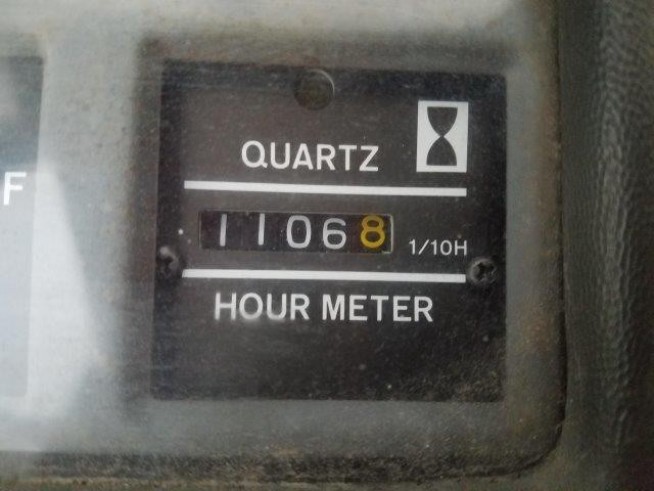 F
QUARTZ
11068 1/10H
HOUR METER